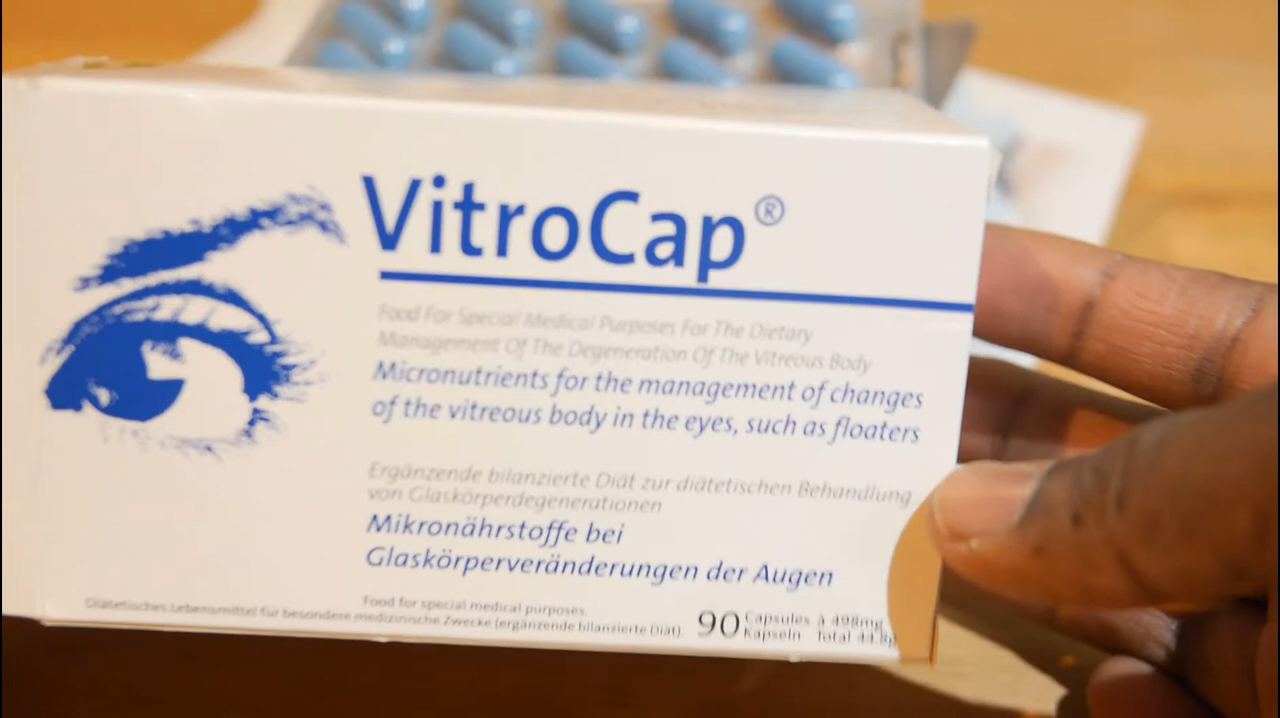 VitroCap®
Food For Special Medical Purposes For The Dietary
Management Of The Degeneration Of The Vitreous Body
Micronutrients for the management of changes
of the vitreous body in the eyes, such as floaters
Ergänzende bilanzierte Diät zur diätetischen Behandlung
von Glaskörperdegenerationen
Mikronährstoffe bei
Glaskörperveränderungen der Augen
Food for special medical purposes.
Diätetisches Lebensmittel für besondere medizinische Zwecke (ergänzende bilanzierte Diät).
90 Capsules à 498mg
Kapseln Total 44.8g